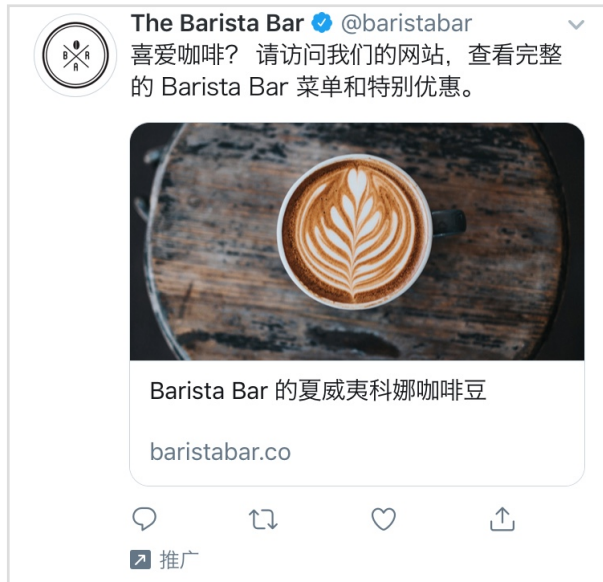 The Barista Bar @baristabar
喜爱咖啡？ 请访问我们的网站，查看完整
的 Barista Bar 菜单和特别优惠。
B A R
A
Barista Bar 的夏威夷科娜咖啡豆
baristabar.co
推广